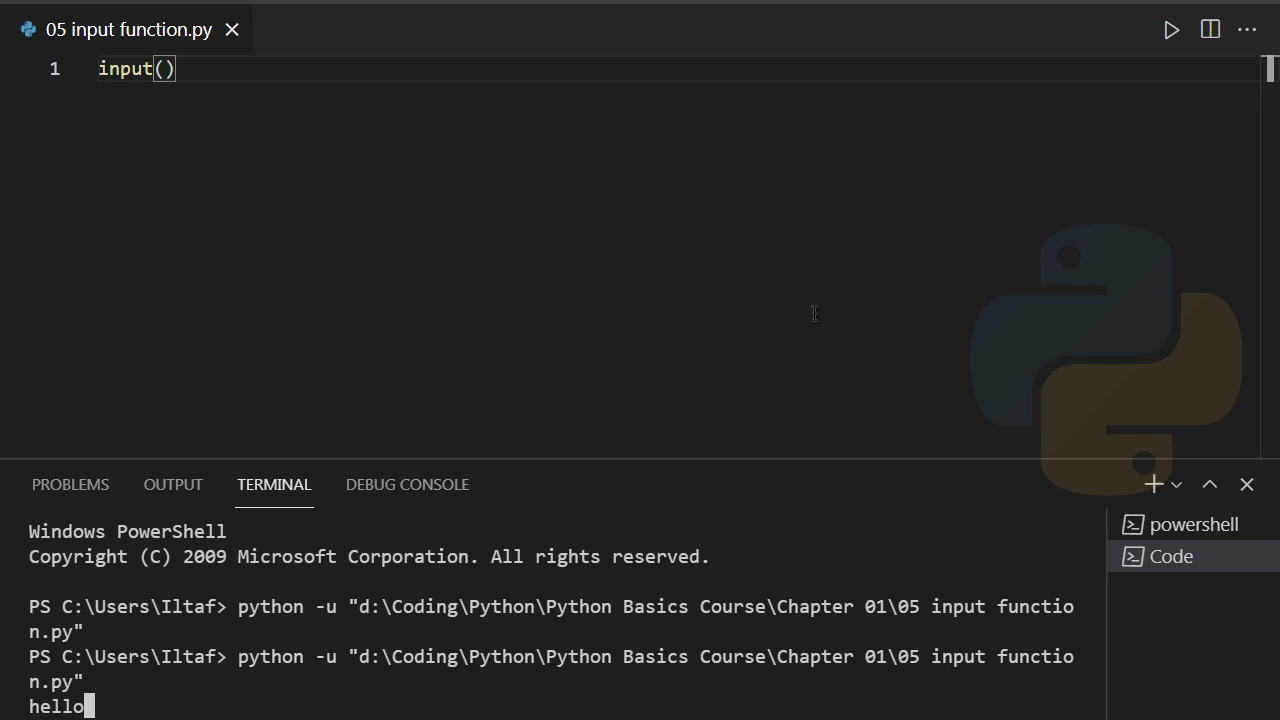 05 input function.py
1 input()
PROBLEMS OUTPUT TERMINAL DEBUG CONSOLE
Windows PowerShell
Copyright (C) 2009 Microsoft Corporation. All rights reserved.
PS C:\Users\Iltaf> python -u "d:\Coding\Python\Python Basics Course\Chapter 01\05 input functio
n.py"
PS C:\Users\Iltaf> python -u "d:\Coding\Python\Python Basics Course\Chapter 01\05 input functio
n.py"
hello
powershell
Code